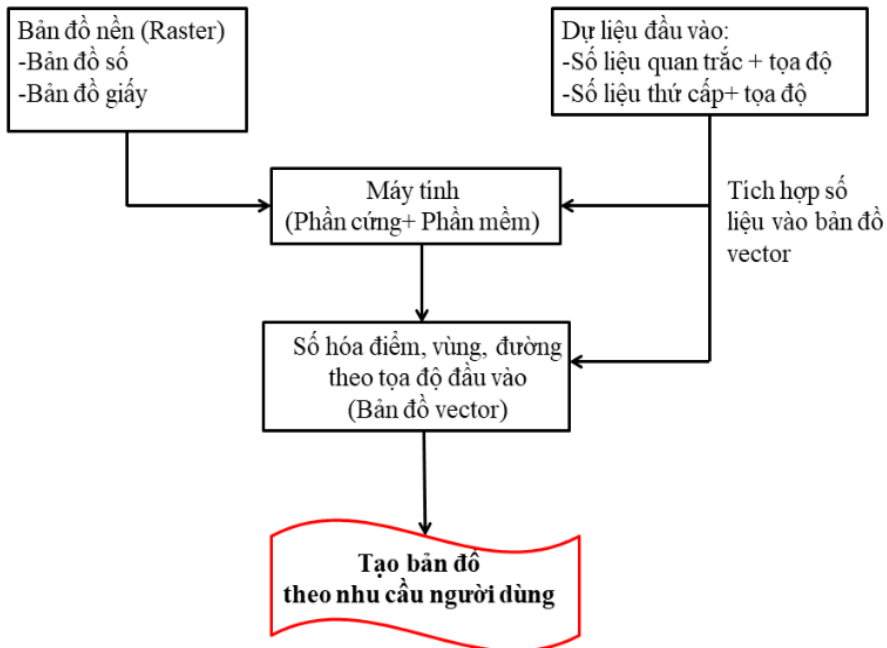 Bản đồ nền (Raster)
-Bản đồ số
-Bản đồ giấy
Dự liệu đầu vào:
-Số liệu quan trắc + tọa độ
-Số liệu thứ cấp+ tọa độ
Máy tính
(Phần cứng+ Phần mềm)
Tích hợp số
liệu vào bản đồ
vector
Số hóa điểm, vùng, đường
theo tọa độ đầu vào
(Bản đồ vector)
Tạo bản đồ
theo nhu cầu người dùng